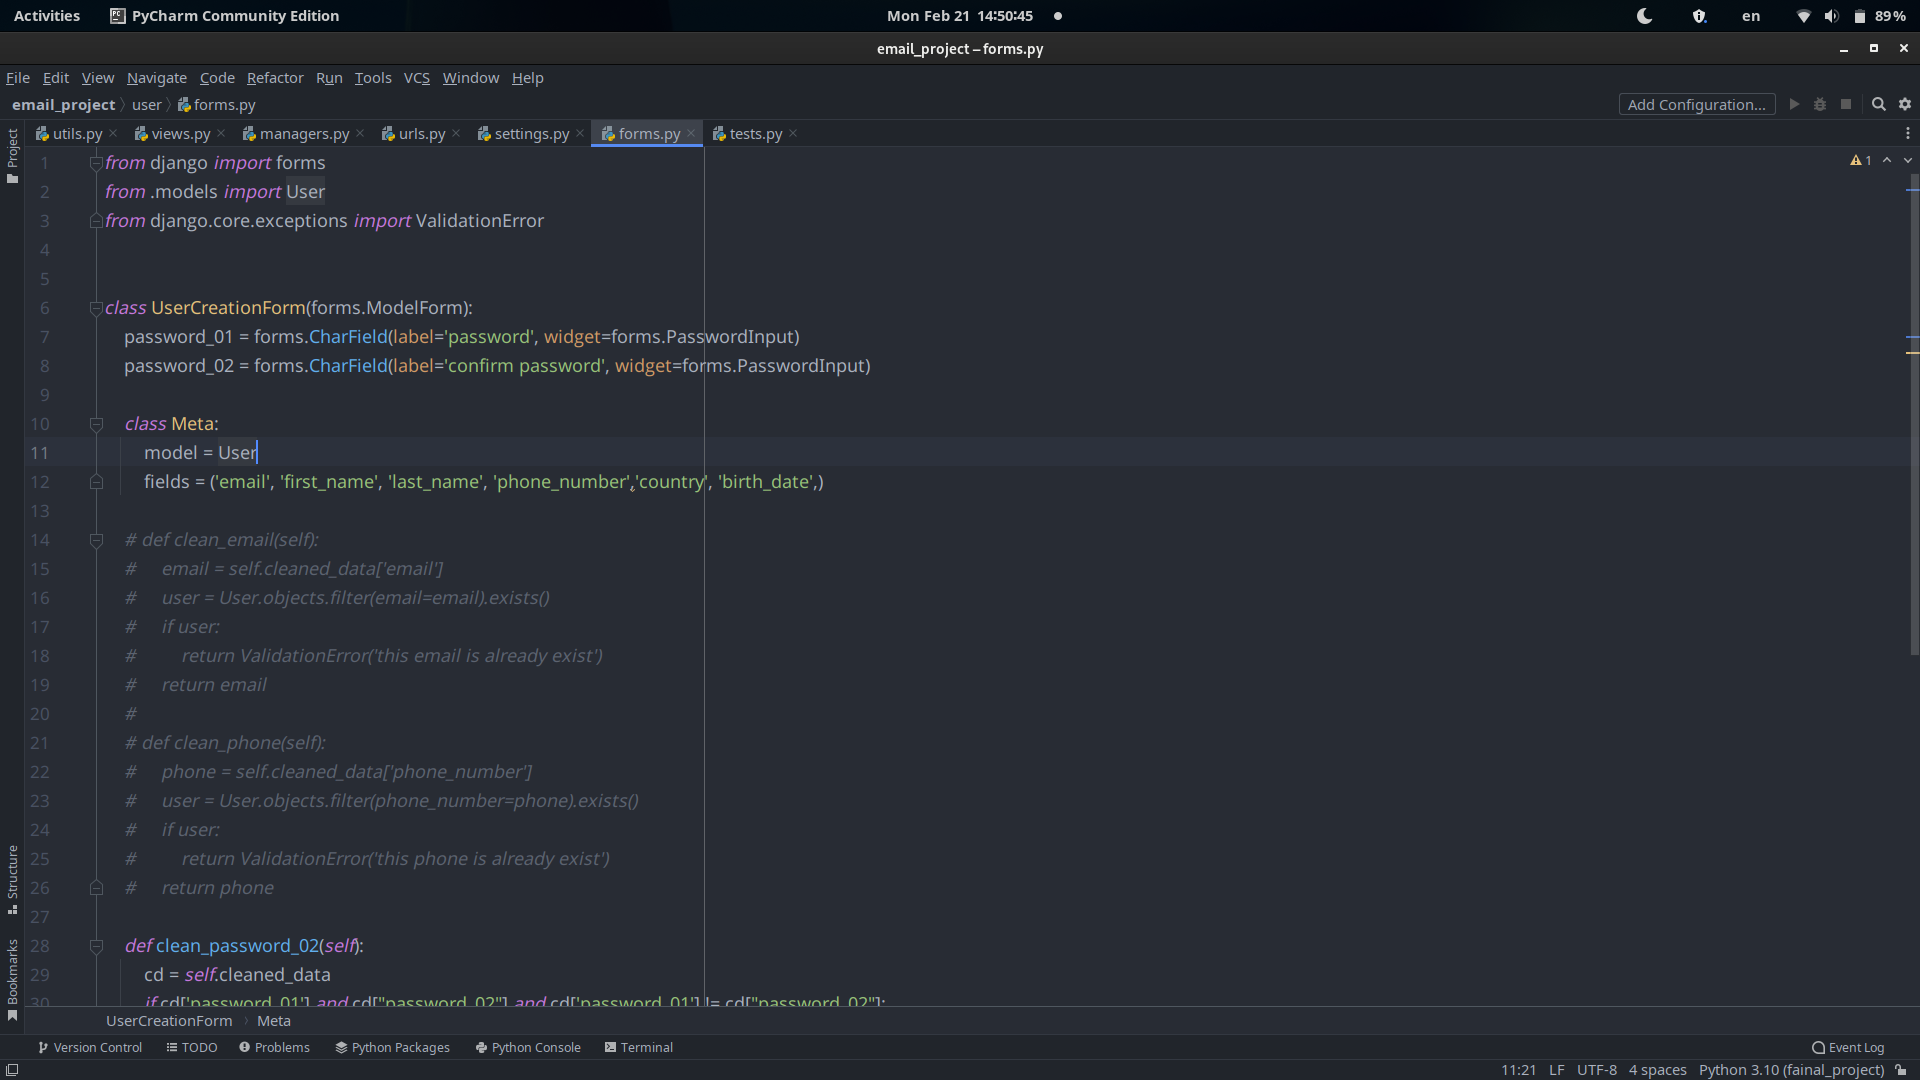 Activities PyCharm Community Edition Mon Feb 21 14:50:45 en 89%
email_project – forms.py
File Edit View Navigate Code Refactor Run Tools VCS Window Help
email_project user forms.py Add Configuration...
utils.py views.py managers.py urls.py settings.py forms.py tests.py
Project
1 from django import forms
1
2 from .models import User
3 from django.core.exceptions import ValidationError
4
5
6 class UserCreationForm(forms.ModelForm):
7 password_01 = forms.CharField(label='password', widget=forms.PasswordInput)
8 password_02 = forms.CharField(label='confirm password', widget=forms.PasswordInput)
9
10 class Meta:
11 model = User
12 fields = ('email', 'first_name', 'last_name', 'phone_number','country', 'birth_date',)
13
14 # def clean_email(self):
15 # email = self.cleaned_data['email']
16 # user = User.objects.filter(email=email).exists()
17 # if user:
18 # return ValidationError('this email is already exist')
19 # return email
20 #
21 # def clean_phone(self):
22 # phone = self.cleaned_data['phone_number']
23 # user = User.objects.filter(phone_number=phone).exists()
24 # if user:
25 # return ValidationError('this phone is already exist')
26 # return phone
27
28 def clean_password_02(self):
29 cd = self.cleaned_data
30 if cd['password_01'] and cd["password_02"] and cd['password_01'] != cd["password_02"]:
Structure
Bookmarks
UserCreationForm Meta
Version Control TODO Problems Python Packages Python Console Terminal Event Log
11:21 LF UTF-8 4 spaces Python 3.10 (fainal_project)